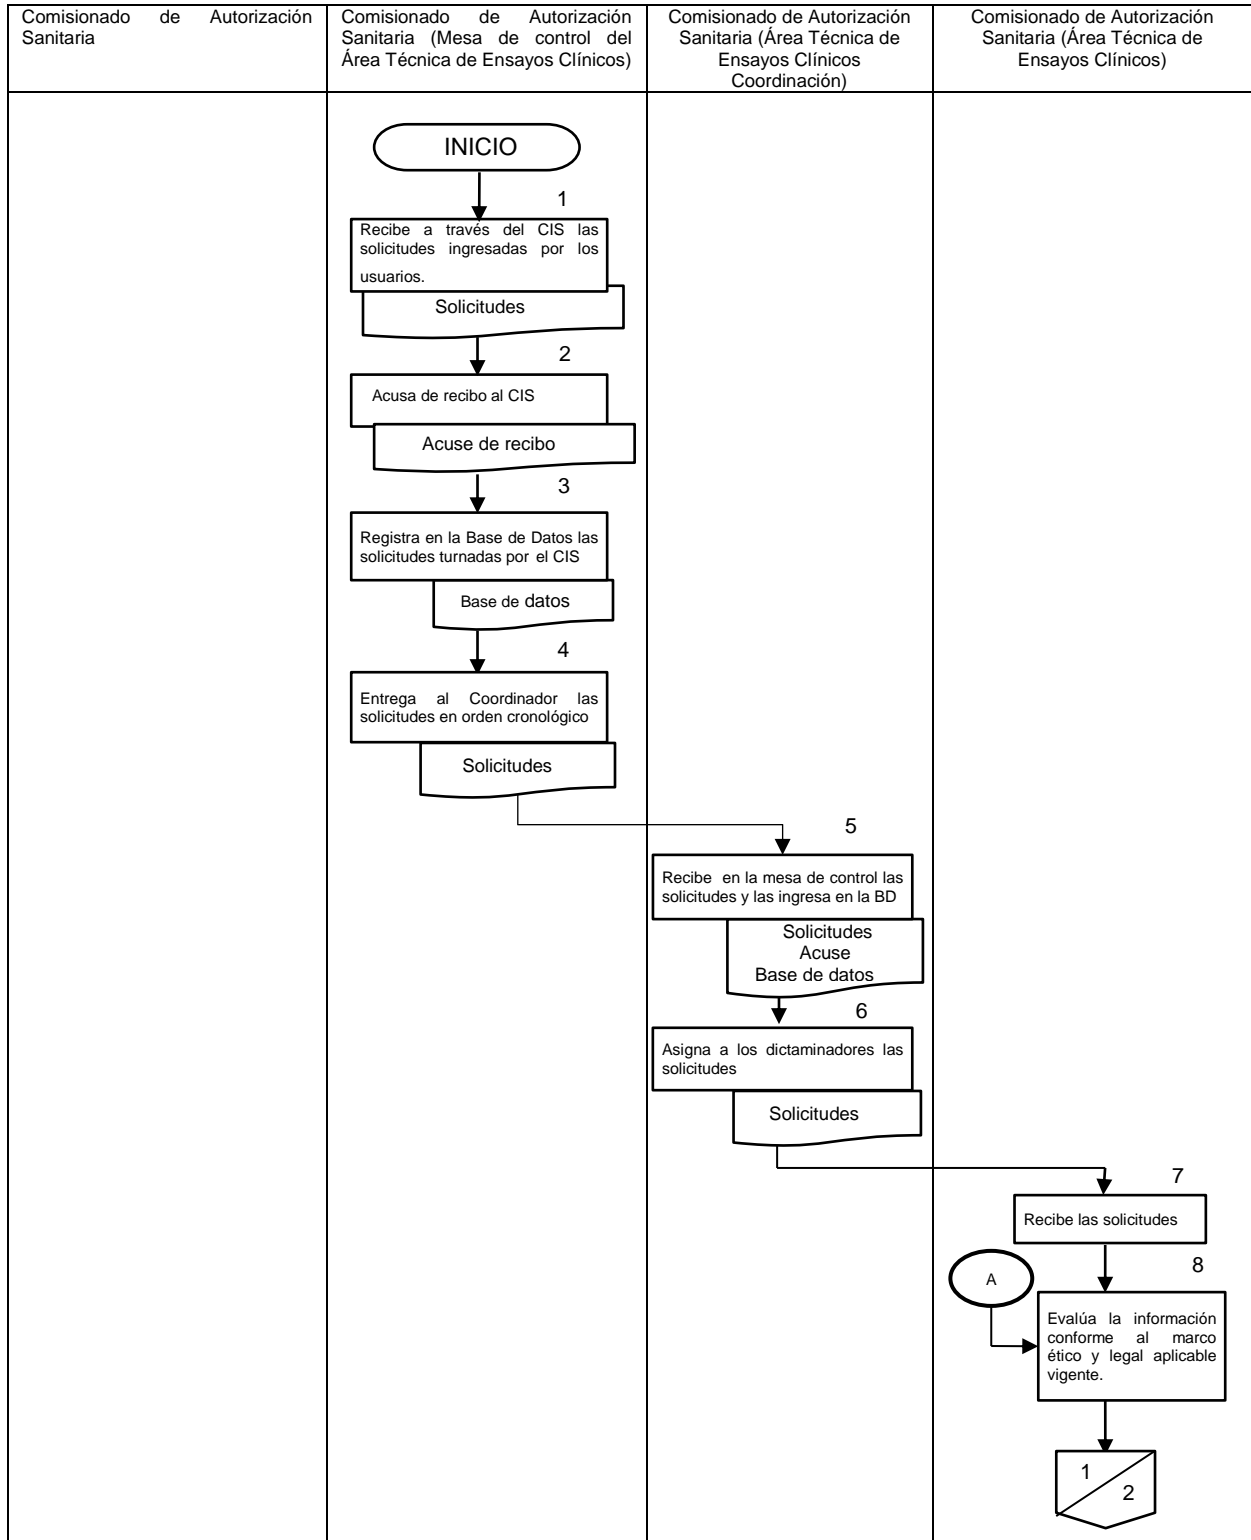 Comisionado de Autorización
Sanitaria
Comisionado de Autorización
Sanitaria (Mesa de control del
Área Técnica de Ensayos Clínicos)
Comisionado de Autorización
Sanitaria (Área Técnica de
Ensayos Clínicos
Coordinación)
Comisionado de Autorización
Sanitaria (Área Técnica de
Ensayos Clínicos)
INICIO
1
Recibe a través del CIS las
solicitudes ingresadas por los
usuarios.
Solicitudes
2
Acusa de recibo al CIS
Acuse de recibo
3
Registra en la Base de Datos las
solicitudes turnadas por el CIS
Base de datos
4
Entrega al Coordinador las
solicitudes en orden cronológico
Solicitudes
5
Recibe en la mesa de control las
solicitudes y las ingresa en la BD
Solicitudes
Acuse
Base de datos
6
Asigna a los dictaminadores las
solicitudes
Solicitudes
7
Recibe las solicitudes
8
A
Evalúa la información
conforme al marco
ético y legal aplicable
vigente.
1
2